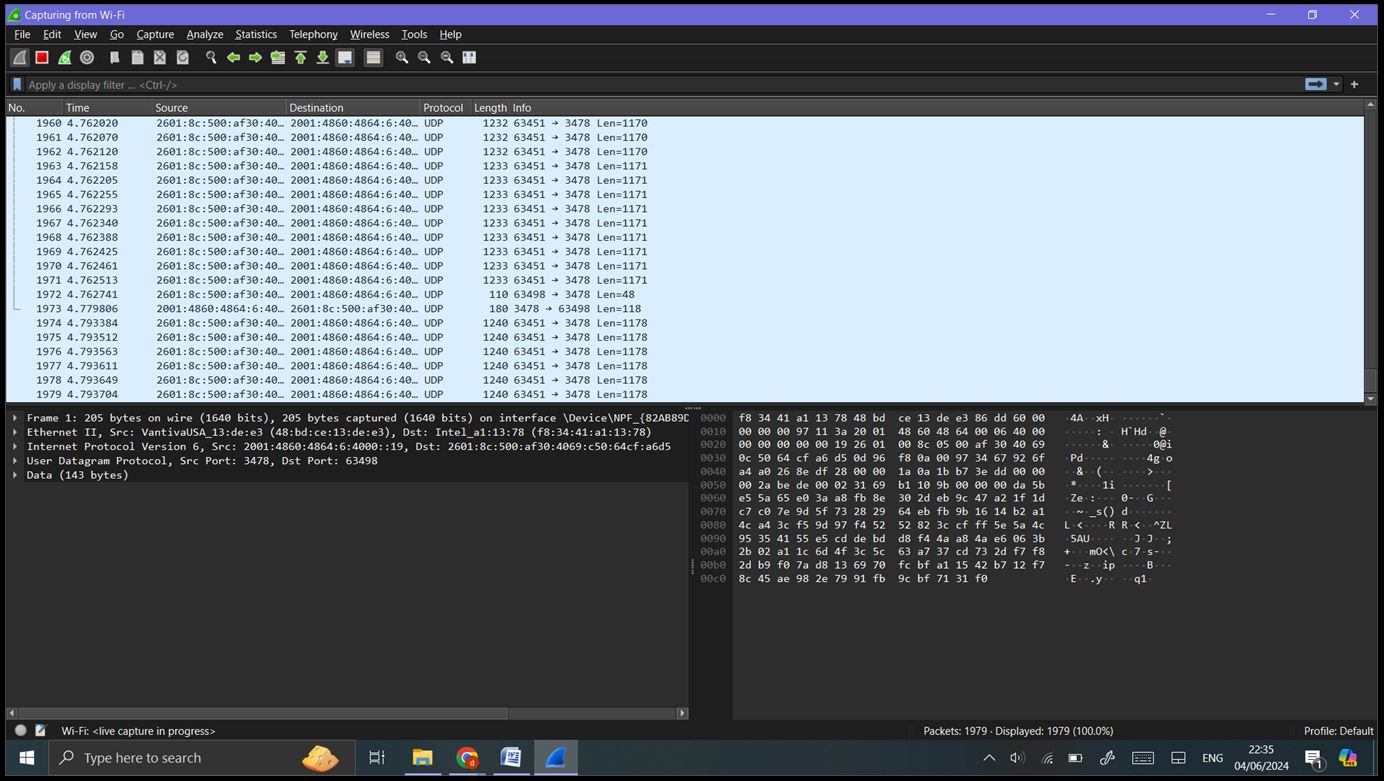 Capturing from Wi-Fi
File Edit View Go Capture Analyze Statistics Telephony Wireless Tools Help
Apply a display filter ... <Ctrl-/>
No. Time Source Destination Protocol Length Info
1960 4.762020 2601:8c:500:af30:40… 2001:4860:4864:6:40… UDP 1232 63451 → 3478 Len=1170
1961 4.762070 2601:8c:500:af30:40… 2001:4860:4864:6:40… UDP 1232 63451 → 3478 Len=1170
1962 4.762120 2601:8c:500:af30:40… 2001:4860:4864:6:40… UDP 1232 63451 → 3478 Len=1170
1963 4.762158 2601:8c:500:af30:40… 2001:4860:4864:6:40… UDP 1233 63451 → 3478 Len=1171
1964 4.762205 2601:8c:500:af30:40… 2001:4860:4864:6:40… UDP 1233 63451 → 3478 Len=1171
1965 4.762255 2601:8c:500:af30:40… 2001:4860:4864:6:40… UDP 1233 63451 → 3478 Len=1171
1966 4.762293 2601:8c:500:af30:40… 2001:4860:4864:6:40… UDP 1233 63451 → 3478 Len=1171
1967 4.762340 2601:8c:500:af30:40… 2001:4860:4864:6:40… UDP 1233 63451 → 3478 Len=1171
1968 4.762388 2601:8c:500:af30:40… 2001:4860:4864:6:40… UDP 1233 63451 → 3478 Len=1171
1969 4.762425 2601:8c:500:af30:40… 2001:4860:4864:6:40… UDP 1233 63451 → 3478 Len=1171
1970 4.762461 2601:8c:500:af30:40… 2001:4860:4864:6:40… UDP 1233 63451 → 3478 Len=1171
1971 4.762513 2601:8c:500:af30:40… 2001:4860:4864:6:40… UDP 1233 63451 → 3478 Len=1171
1972 4.762741 2601:8c:500:af30:40… 2001:4860:4864:6:40… UDP 110 63498 → 3478 Len=48
1973 4.779806 2001:4860:4864:6:40… 2601:8c:500:af30:40… UDP 180 3478 → 63498 Len=118
1974 4.793384 2601:8c:500:af30:40… 2001:4860:4864:6:40… UDP 1240 63451 → 3478 Len=1178
1975 4.793512 2601:8c:500:af30:40… 2001:4860:4864:6:40… UDP 1240 63451 → 3478 Len=1178
1976 4.793563 2601:8c:500:af30:40… 2001:4860:4864:6:40… UDP 1240 63451 → 3478 Len=1178
1977 4.793611 2601:8c:500:af30:40… 2001:4860:4864:6:40… UDP 1240 63451 → 3478 Len=1178
1978 4.793649 2601:8c:500:af30:40… 2001:4860:4864:6:40… UDP 1240 63451 → 3478 Len=1178
1979 4.793704 2601:8c:500:af30:40… 2001:4860:4864:6:40… UDP 1240 63451 → 3478 Len=1178
Frame 1: 205 bytes on wire (1640 bits), 205 bytes captured (1640 bits) on interface \Device\NPF_{82AB89D
Ethernet II, Src: VantivaUSA_13:de:e3 (48:bd:ce:13:de:e3), Dst: Intel_a1:13:78 (f8:34:41:a1:13:78)
Internet Protocol Version 6, Src: 2001:4860:4864:6:4000::19, Dst: 2601:8c:500:af30:4069:c50:64cf:a6d5
User Datagram Protocol, Src Port: 3478, Dst Port: 63498
Data (143 bytes)
0000 f8 34 41 a1 13 78 48 bd ce 13 de e3 86 dd 60 00
0010 00 00 00 97 11 3a 20 01 48 60 48 64 00 06 40 00
0020 00 00 00 00 00 19 26 01 00 8c 05 00 af 30 40 69
0030 0c 50 64 cf a6 d5 0d 96 f8 0a 00 97 34 67 92 6f
0040 a4 a0 26 8e df 28 00 00 1a 0a 1b b7 3e dd 00 00
0050 00 2a be de 00 02 31 69 b1 10 9b 00 00 00 da 5b
0060 e5 5a 65 e0 3a a8 fb 8e 30 2d eb 9c 47 a2 1f 1d
0070 c7 c0 7e 9d 5f 73 28 29 64 eb fb 9b 16 14 b2 a1
0080 4c a4 3c f5 9d 97 f4 52 52 82 3c cf ff 5e 5a 4c
0090 95 35 41 55 e5 cd de bd d8 f4 4a a8 4a e6 06 3b
00a0 2b 02 a1 1c 6d 4f 3c 5c 63 a7 37 cd 73 2d f7 f8
00b0 2d b9 f0 7a d8 13 69 70 fc bf a1 15 42 b7 12 f7
00c0 8c 45 ae 98 2e 79 91 fb 9c bf 71 31 f0
Wi-Fi: <live capture in progress>
Packets: 1979 · Displayed: 1979 (100.0%)
Profile: Default
Type here to search
ENG
22:35
04/06/2024
1
PRE